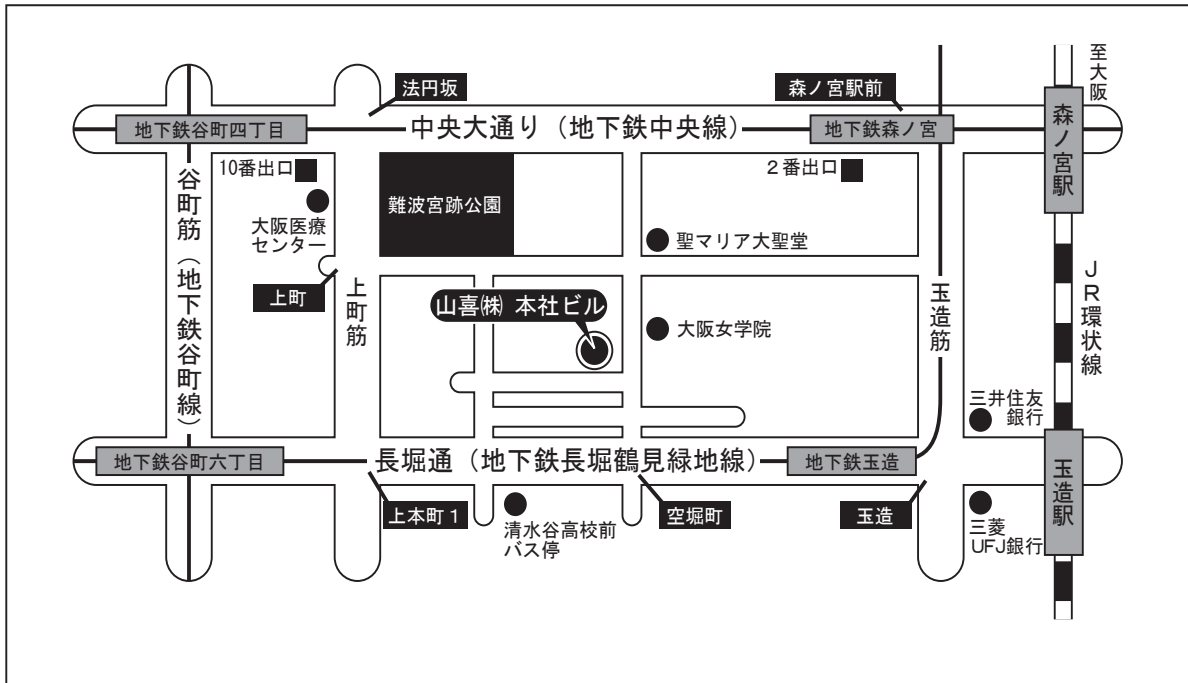 至大阪
法円坂
森ノ宮駅前
地下鉄谷町四丁目
中央大通り（地下鉄中央線）
地下鉄森ノ宮
森ノ宮駅
10番出口
2番出口
谷町筋（地下鉄谷町線）
大阪医療
センター
難波宮跡公園
聖マリア大聖堂
上町
上町筋
山喜㈱ 本社ビル
大阪女学院
玉造筋
JR環状線
三井住友
銀行
地下鉄谷町六丁目
長堀通（地下鉄長堀鶴見緑地線）
地下鉄玉造
玉造駅
上本町1
清水谷高校前
バス停
空堀町
玉造
三菱
UFJ銀行